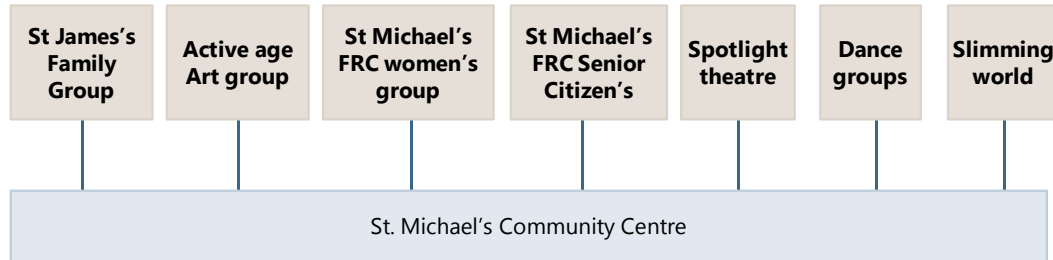 St James's
Family
Group
Active age
Art group
St Michael's
FRC women's
group
St Michael's
FRC Senior
Citizen's
Spotlight
theatre
Dance
groups
Slimming
world
St. Michael's Community Centre